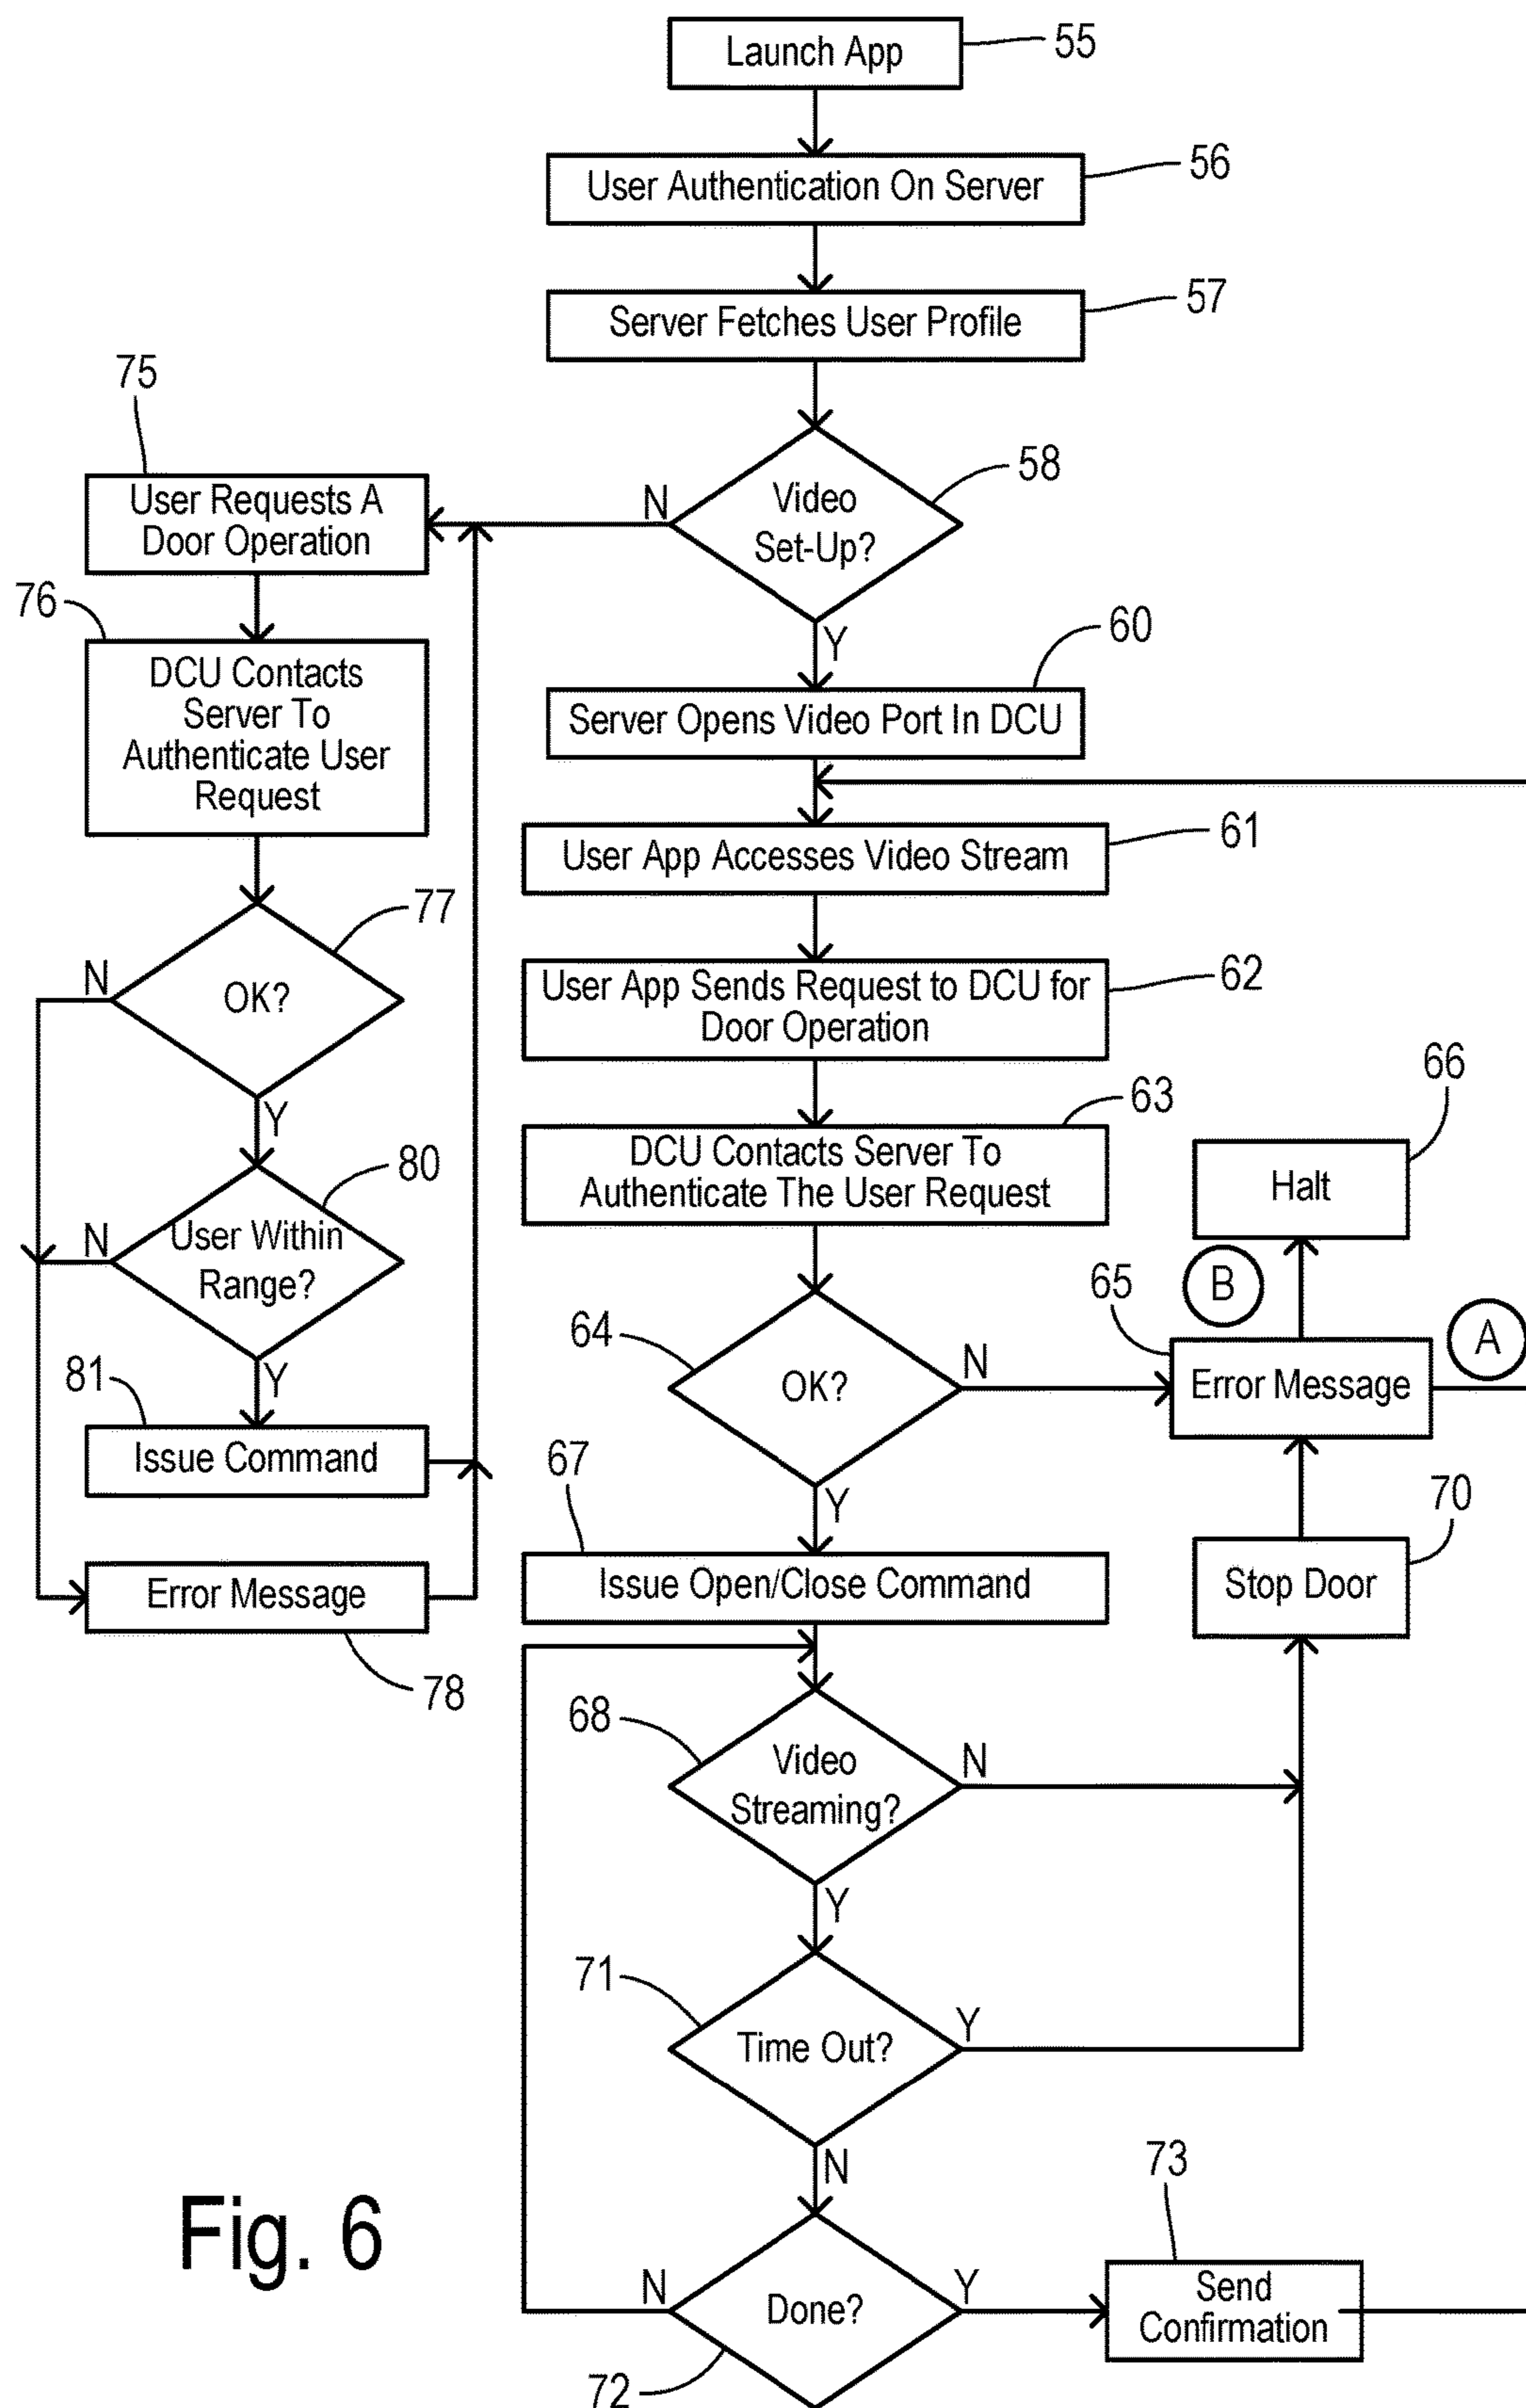 Launch App
55
User Authentication On Server
56
Server Fetches User Profile
57
Video
Set-Up?
58
N
Y
75
User Requests A
Door Operation
76
DCU Contacts
Server To
Authenticate User
Request
77
OK?
N
Y
80
User Within
Range?
N
Y
81
Issue Command
Error Message
78
60
Server Opens Video Port In DCU
User App Accesses Video Stream
61
User App Sends Request to DCU for
Door Operation
62
63
DCU Contacts Server To
Authenticate The User Request
66
Halt
B
A
65
Error Message
64
OK?
N
Y
67
Issue Open/Close Command
70
Stop Door
68
Video
Streaming?
N
Y
71
Time Out?
Y
N
72
Done?
N
Y
73
Send
Confirmation
Fig. 6